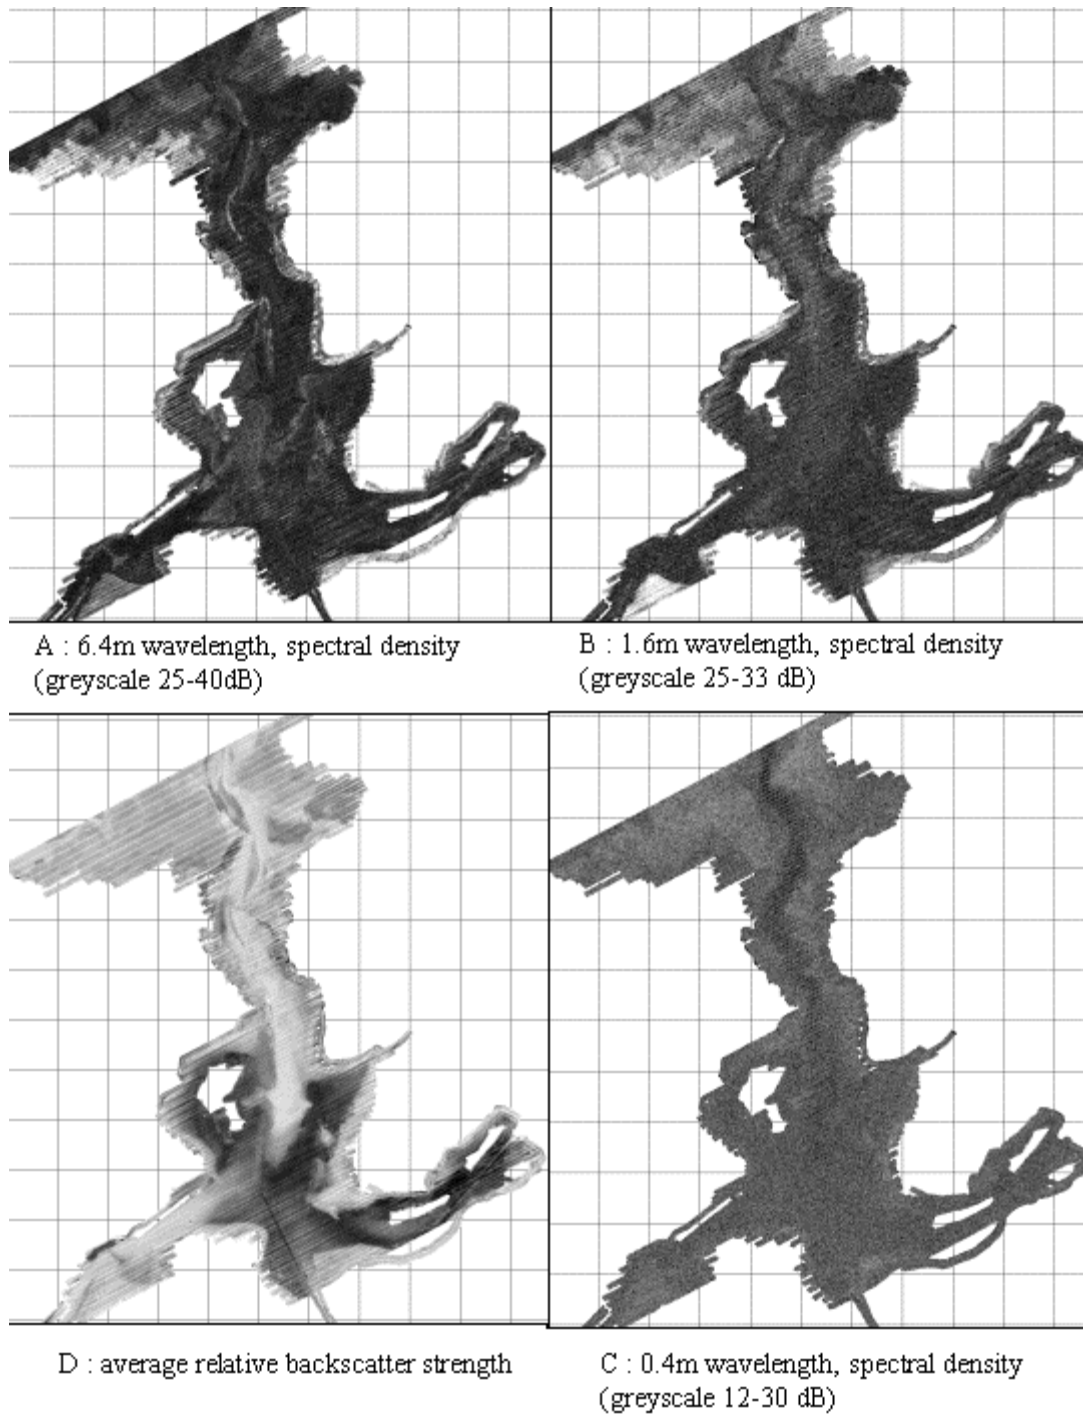 A : 6.4m wavelength, spectral density
(greyscale 25-40dB)
B : 1.6m wavelength, spectral density
(greyscale 25-33 dB)
D : average relative backscatter strength
C : 0.4m wavelength, spectral density
(greyscale 12-30 dB)